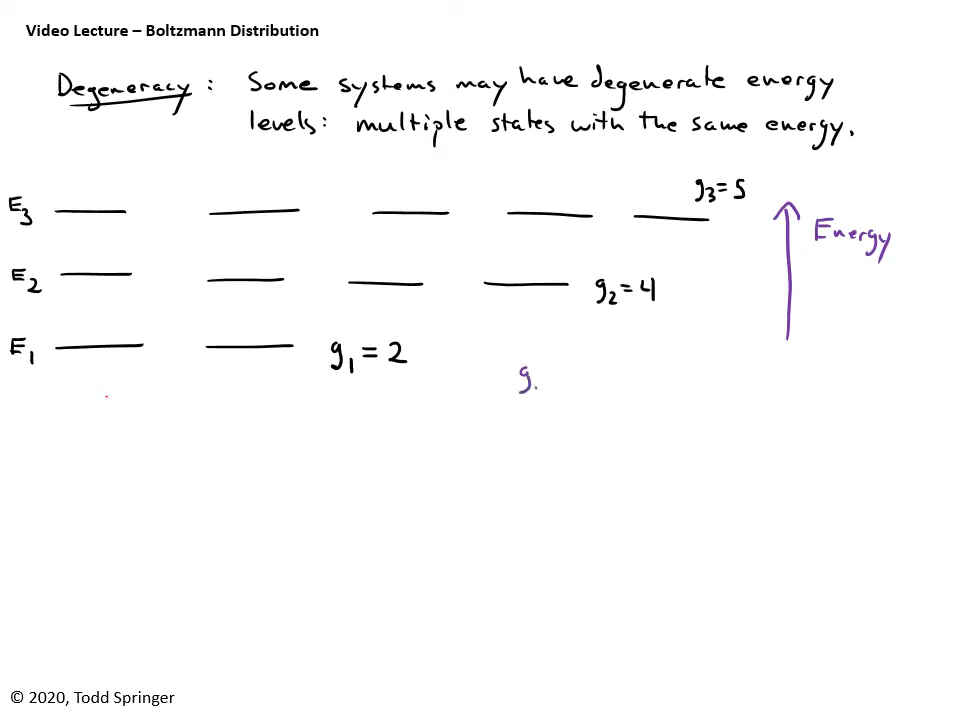 Video Lecture – Boltzmann Distribution
Degeneracy: Some systems may have degenerate energy
levels: multiple states with the same energy.
g₃=5
E₃
Energy
E₂
g₂=4
E₁
g₁=2
g.
© 2020, Todd Springer